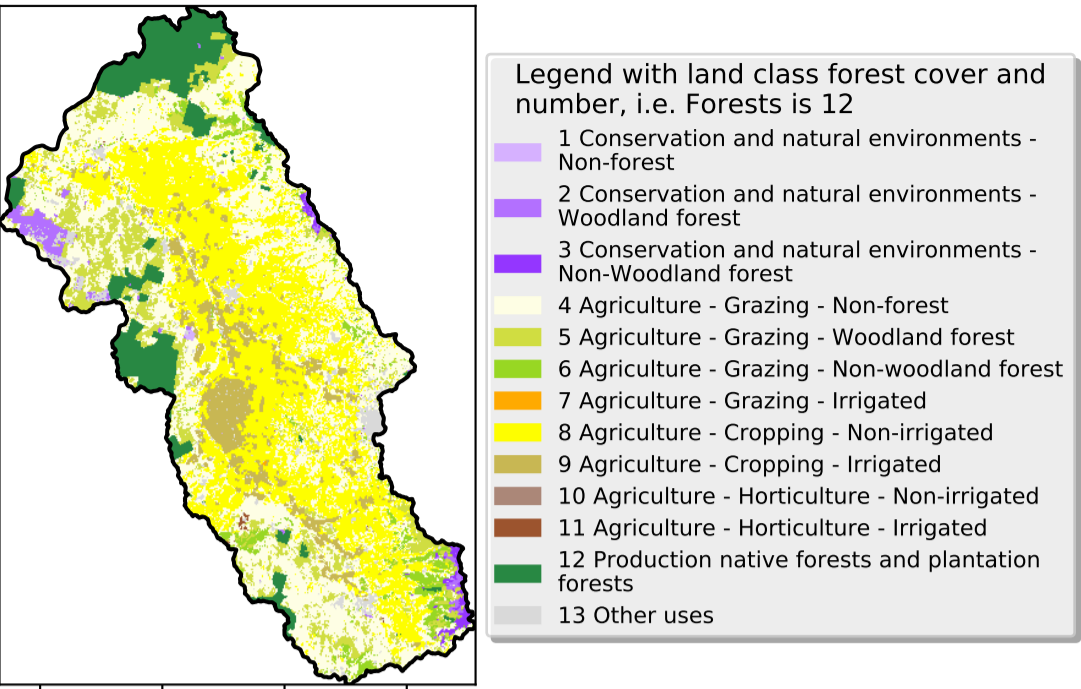 Legend with land class forest cover and
number, i.e. Forests is 12
1 Conservation and natural environments -
Non-forest
2 Conservation and natural environments -
Woodland forest
3 Conservation and natural environments -
Non-Woodland forest
4 Agriculture - Grazing - Non-forest
5 Agriculture - Grazing - Woodland forest
6 Agriculture - Grazing - Non-woodland forest
7 Agriculture - Grazing - Irrigated
8 Agriculture - Cropping - Non-irrigated
9 Agriculture - Cropping - Irrigated
10 Agriculture - Horticulture - Non-irrigated
11 Agriculture - Horticulture - Irrigated
12 Production native forests and plantation
forests
13 Other uses